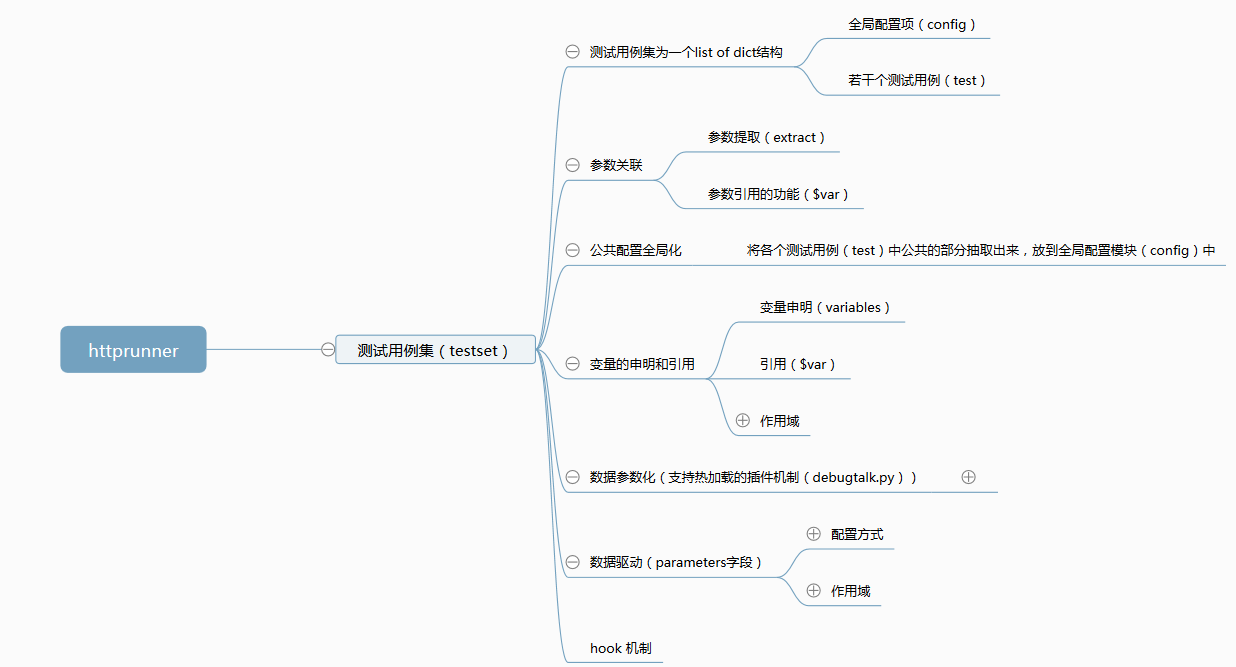 httprunner
测试用例集（testset）
测试用例集为一个list of dict结构
全局配置项（config）
若干个测试用例（test）
参数关联
参数提取（extract）
参数引用的功能（$var）
公共配置全局化
将各个测试用例（test）中公共的部分抽取出来，放到全局配置模块（config）中
变量的申明和引用
变量申明（variables）
引用（$var）
作用域
数据参数化（支持热加载的插件机制（debugtalk.py））
数据驱动（parameters字段）
配置方式
作用域
hook 机制